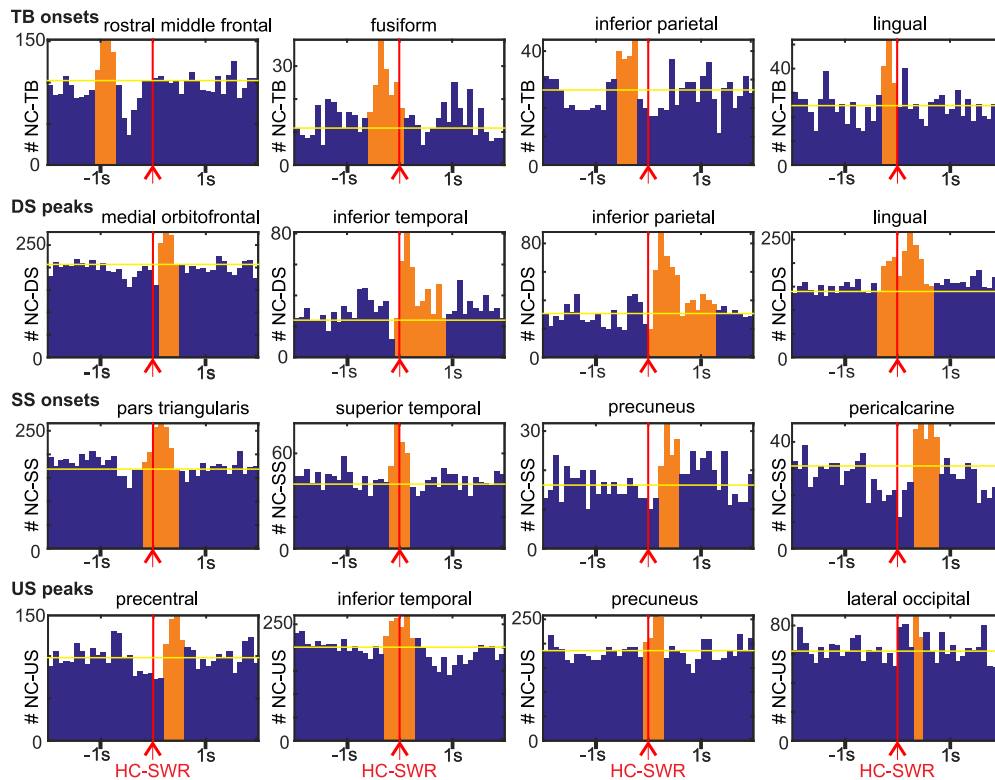 TB onsets
rostral middle frontal
fusiform
inferior parietal
lingual
# NC-TB
150
0
-1s
1s
# NC-TB
30
0
-1s
1s
# NC-TB
40
0
-1s
1s
# NC-TB
40
0
-1s
1s
DS peaks
medial orbitofrontal
inferior temporal
inferior parietal
lingual
# NC-DS
250
0
-1s
1s
# NC-DS
80
0
-1s
1s
# NC-DS
80
0
-1s
1s
# NC-DS
250
0
-1s
1s
SS onsets
pars triangularis
superior temporal
precuneus
pericalcarine
# NC-SS
250
0
-1s
1s
# NC-SS
60
0
-1s
1s
# NC-SS
30
0
-1s
1s
# NC-SS
40
0
-1s
1s
US peaks
precentral
inferior temporal
precuneus
lateral occipital
# NC-US
150
0
-1s
1s
# NC-US
250
0
-1s
1s
# NC-US
250
0
-1s
1s
# NC-US
80
0
-1s
1s
HC-SWR
HC-SWR
HC-SWR
HC-SWR